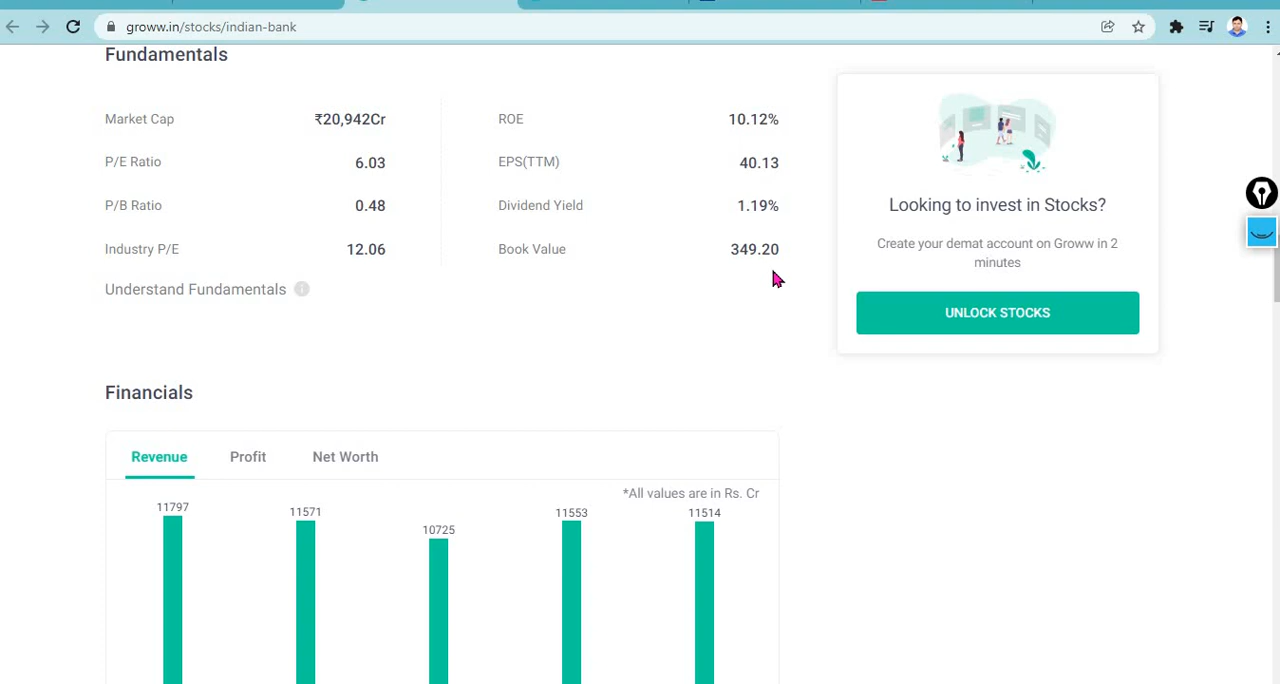 groww.in/stocks/indian-bank
Fundamentals
Market Cap ₹20,942Cr ROE 10.12%
P/E Ratio 6.03 EPS(TTM) 40.13
P/B Ratio 0.48 Dividend Yield 1.19%
Industry P/E 12.06 Book Value 349.20
Understand Fundamentals
Looking to invest in Stocks?
Create your demat account on Groww in 2
minutes
UNLOCK STOCKS
Financials
Revenue Profit Net Worth
*All values are in Rs. Cr
11797 11571 10725 11553 11514